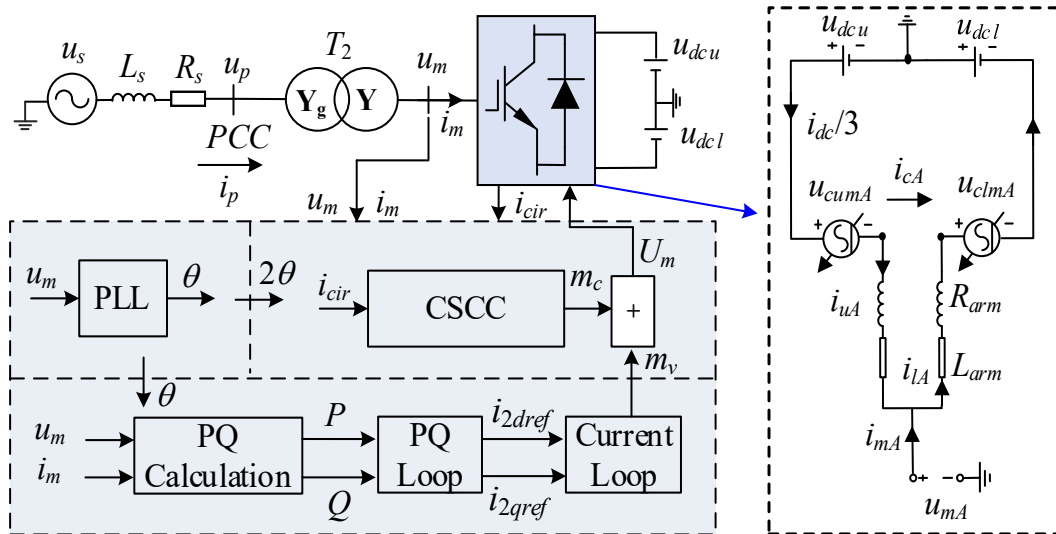 u_s
L_s
R_s
u_p
T_2
Y_g
Y
u_m
i_m
PCC
i_p
u_dcu
u_dcl
u_m
i_m
i_cir
U_m
u_m
PLL
θ
2θ
i_cir
CSCC
m_c
+
m_v
θ
u_m
i_m
PQ
Calculation
P
Q
PQ
Loop
i_2dref
i_2qref
Current
Loop
u_dcu
u_dcl
+ -
+ -
i_dc/3
i_cA
u_cumA
u_clmA
+ -
+ -
i_uA
R_arm
i_lA
L_arm
i_mA
+ -
u_mA